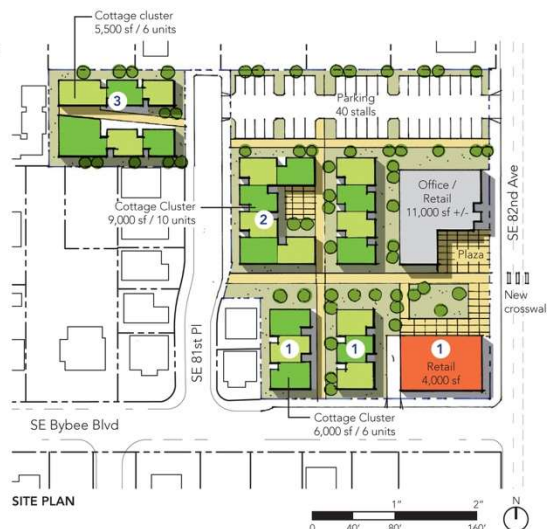 Cottage cluster
5,500 sf / 6 units
3
Parking
40 stalls
SE 82nd Ave
Office /
Retail
11,000 sf +/-
Cottage Cluster
9,000 sf / 10 units
2
Plaza
New
crosswal
SE 81st Pl
1
1
1
Retail
4,000 sf
Cottage Cluster
6,000 sf / 6 units
SE Bybee Blvd
SITE PLAN
1"
2"
N
0
40'
80'
160'